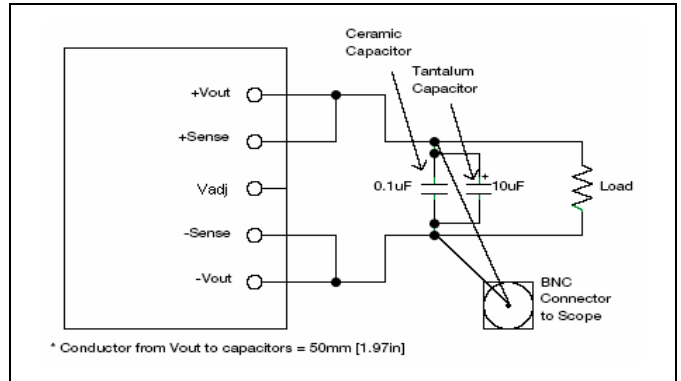 Ceramic
Capacitor
Tantalum
Capacitor
+Vout
+Sense
Vadj
-Sense
-Vout
+
0.1uF
10uF
Load
BNC
Connector
to Scope
* Conductor from Vout to capacitors = 50mm [1.97in]